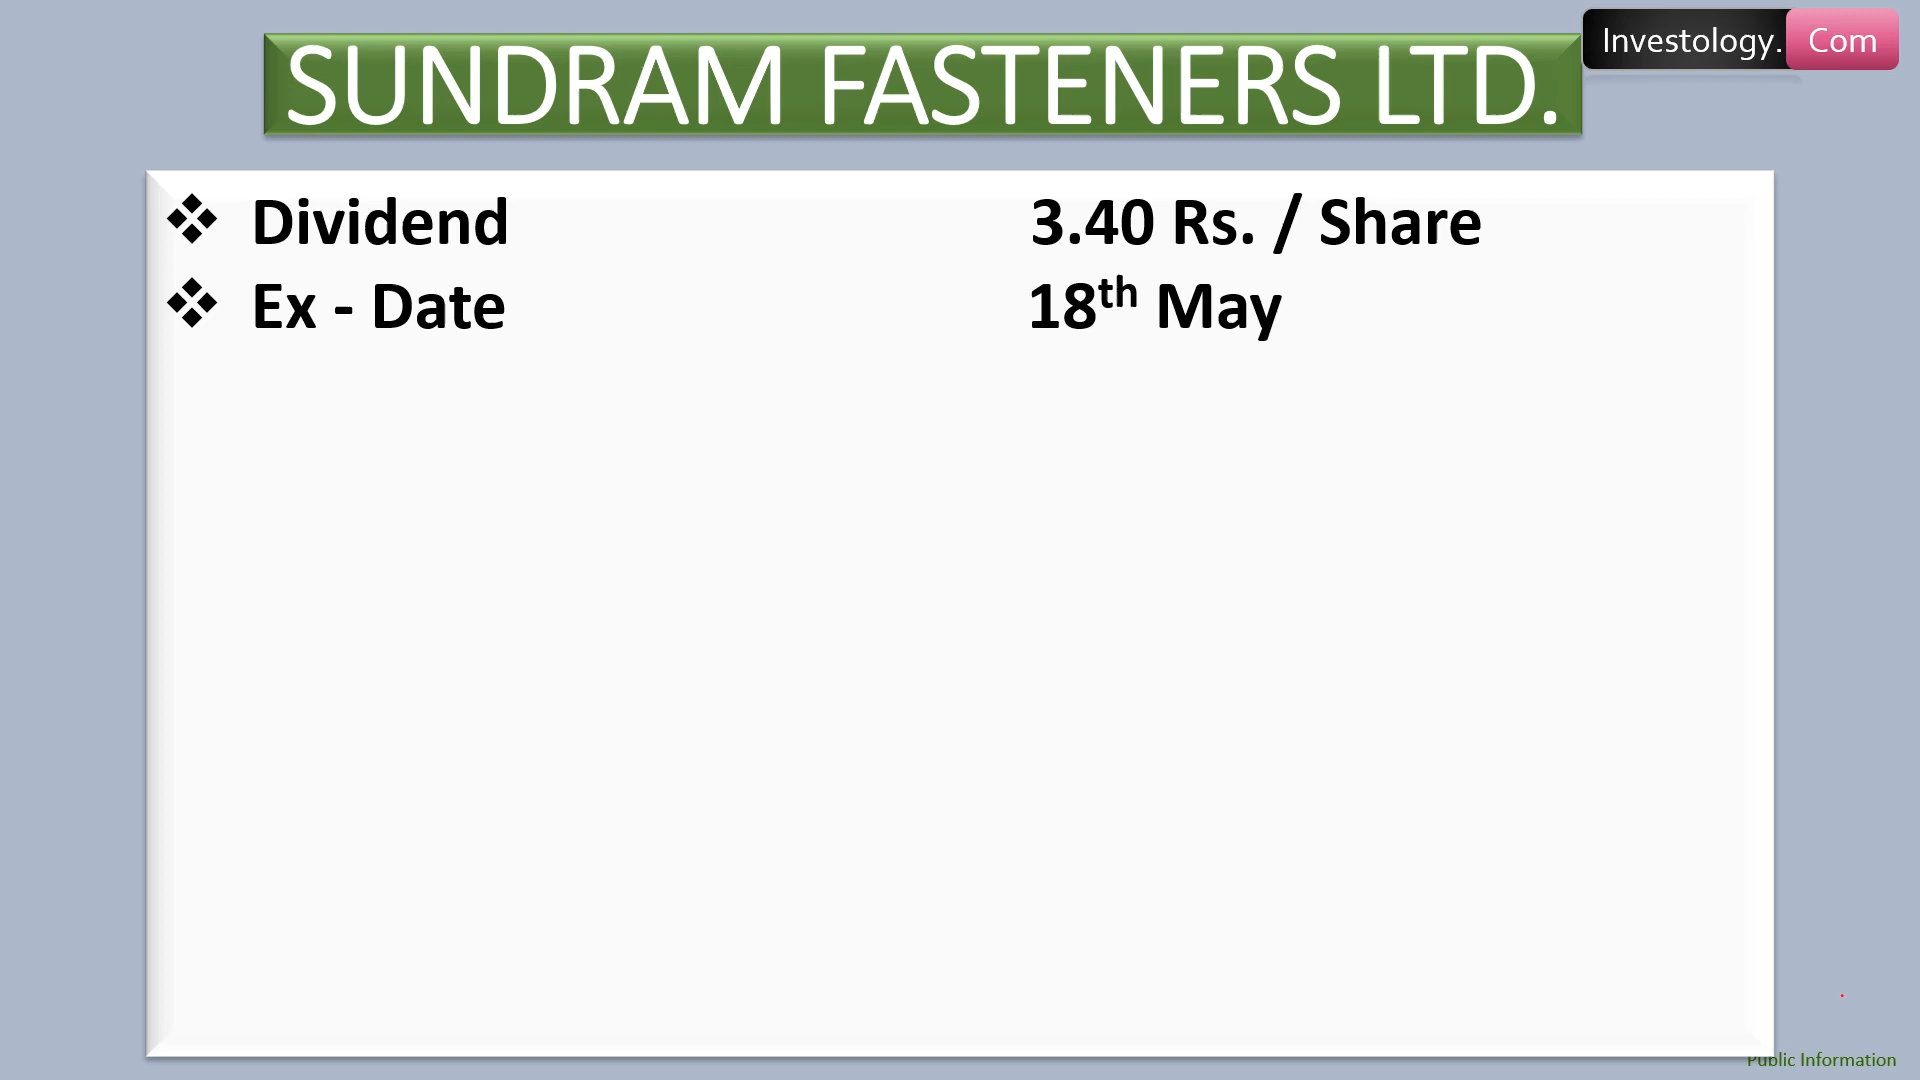 SUNDRAM FASTENERS LTD.
Investology. Com
❖ Dividend 3.40 Rs. / Share
❖ Ex - Date 18th May
Public Information